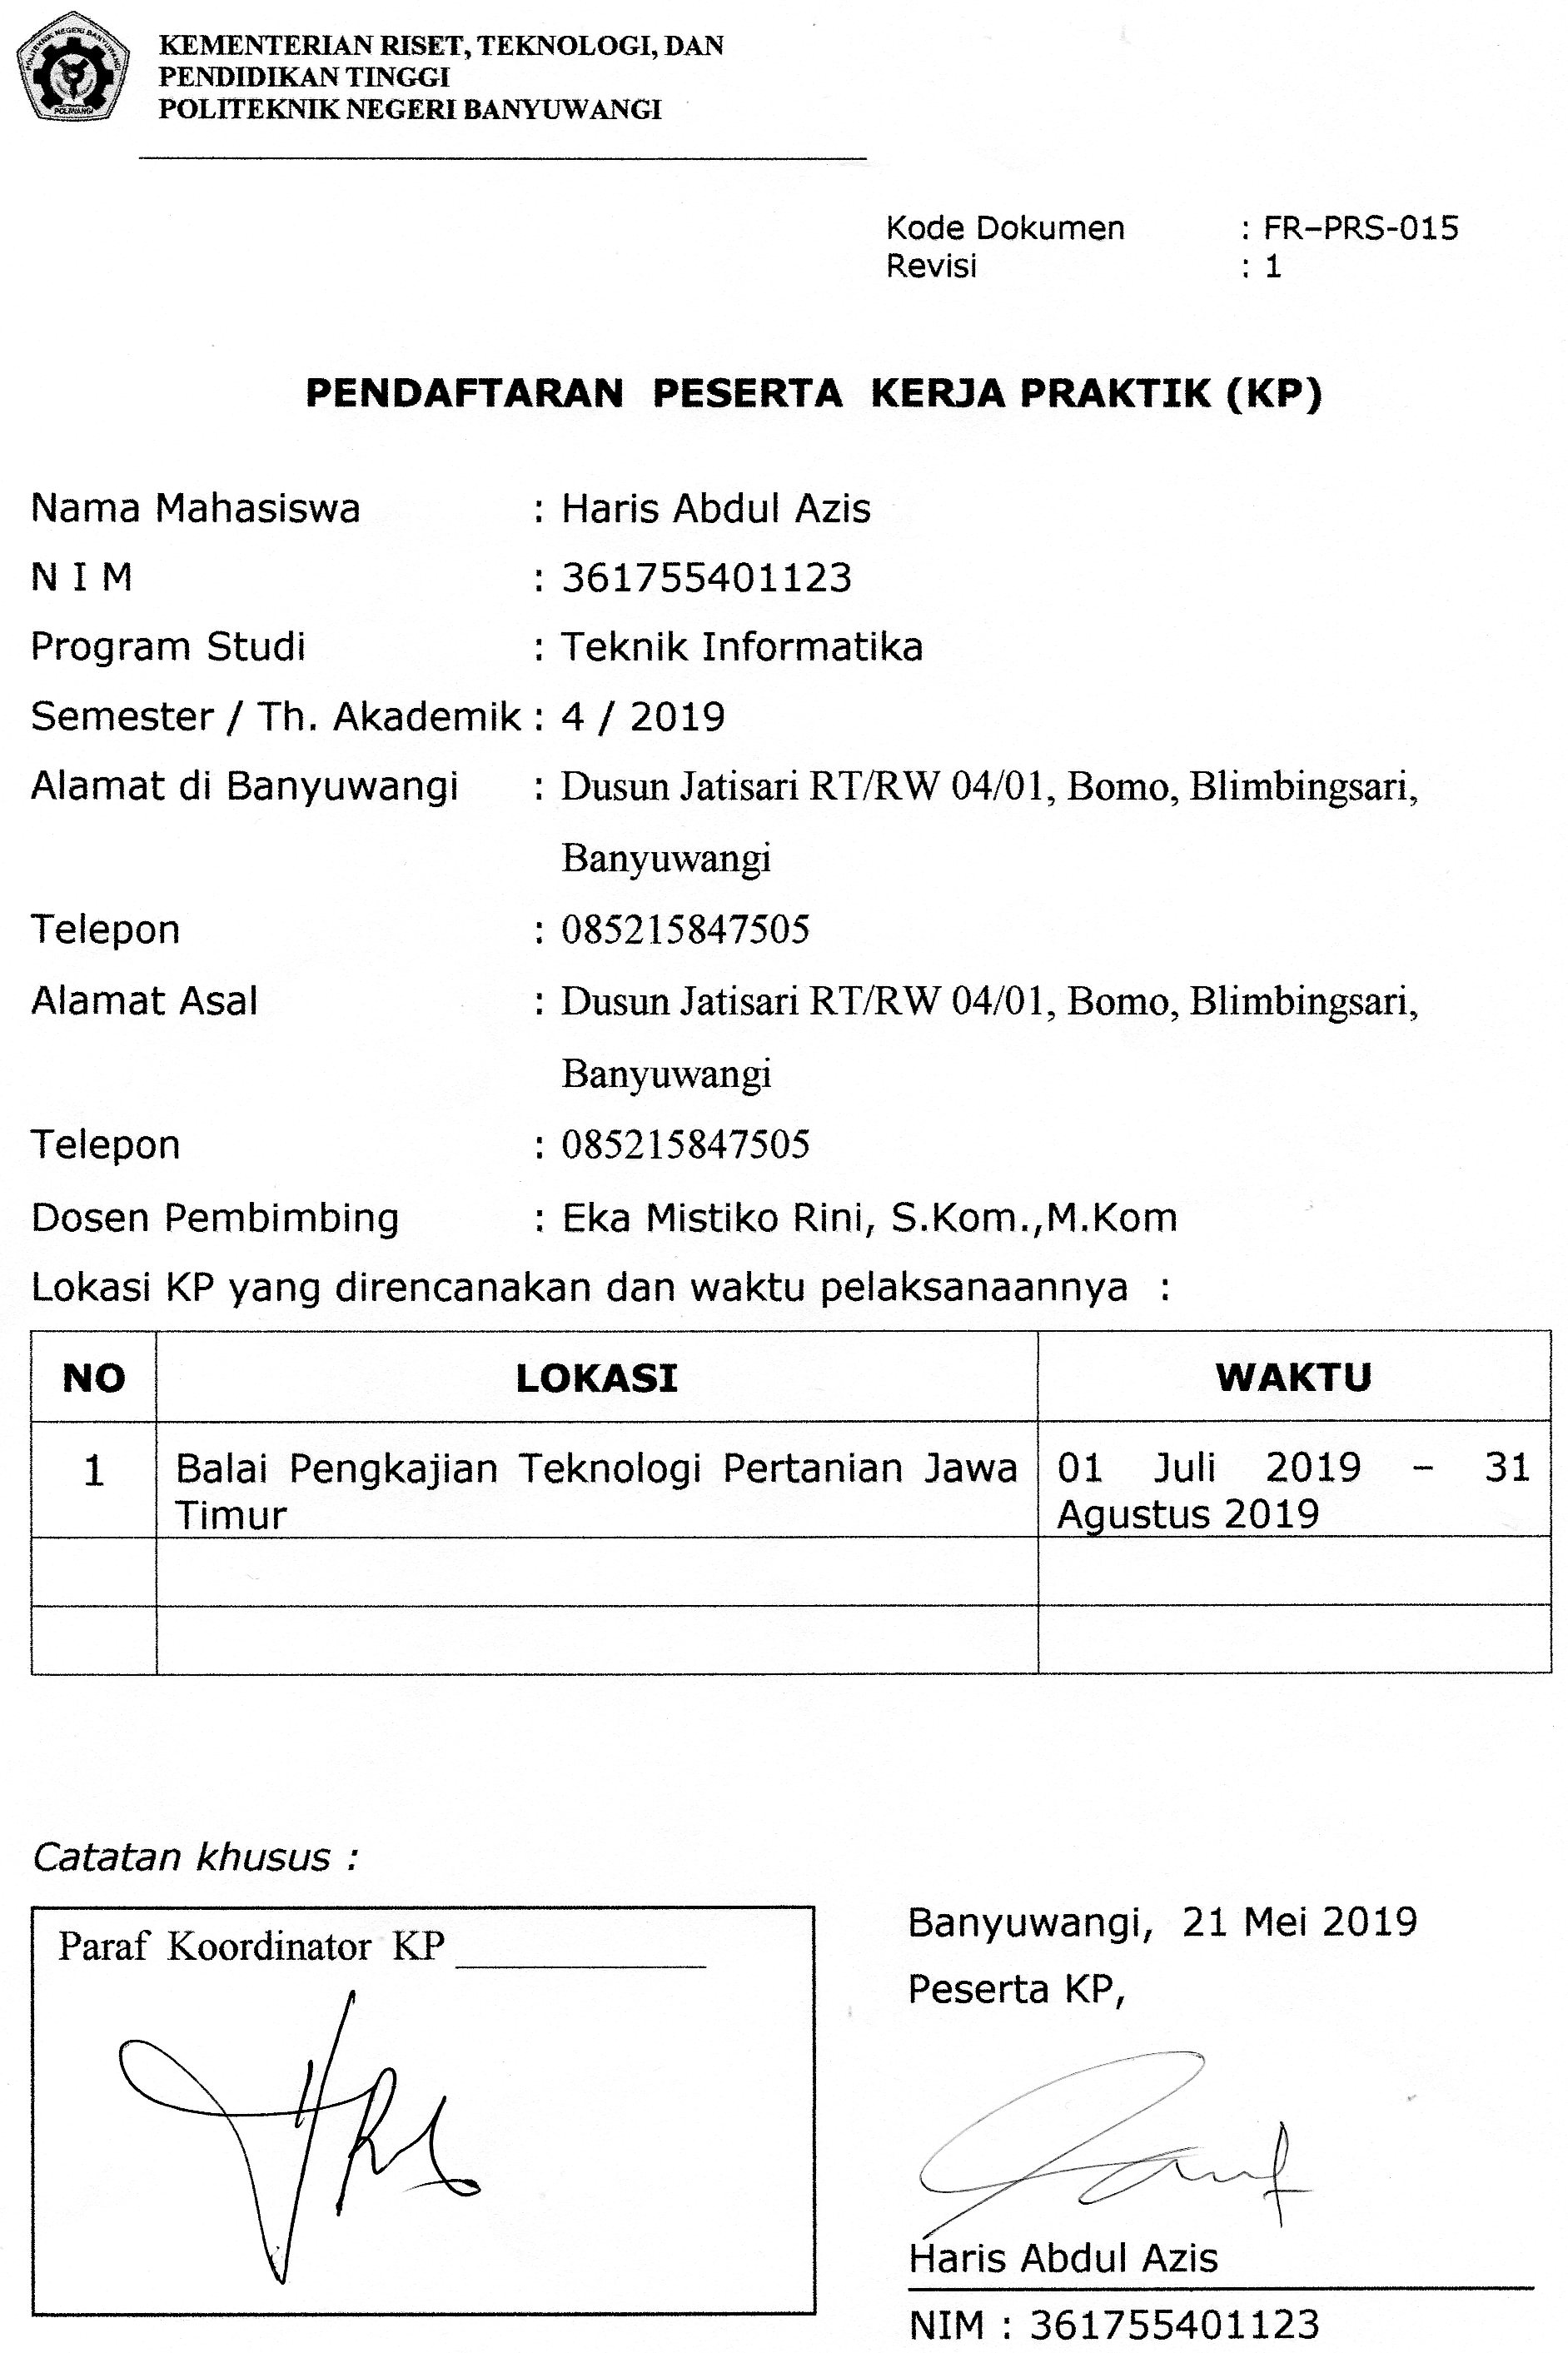 KEMENTERIAN RISET, TEKNOLOGI, DAN
PENDIDIKAN TINGGI
POLITEKNIK NEGERI BANYUWANGI
POLITEKNIK NEGERI BANYUWANGI
POLIWANGI
Kode Dokumen : FR–PRS-015
Revisi : 1
PENDAFTARAN PESERTA KERJA PRAKTIK (KP)
Nama Mahasiswa : Haris Abdul Azis
N I M : 361755401123
Program Studi : Teknik Informatika
Semester / Th. Akademik : 4 / 2019
Alamat di Banyuwangi : Dusun Jatisari RT/RW 04/01, Bomo, Blimbingsari,
Banyuwangi
Telepon : 085215847505
Alamat Asal : Dusun Jatisari RT/RW 04/01, Bomo, Blimbingsari,
Banyuwangi
Telepon : 085215847505
Dosen Pembimbing : Eka Mistiko Rini, S.Kom.,M.Kom
Lokasi KP yang direncanakan dan waktu pelaksanaannya :
NO LOKASI WAKTU
1 Balai Pengkajian Teknologi Pertanian Jawa 01 Juli 2019 – 31
Timur Agustus 2019
Catatan khusus :
Paraf Koordinator KP
Banyuwangi, 21 Mei 2019
Peserta KP,
Haris Abdul Azis
NIM : 361755401123